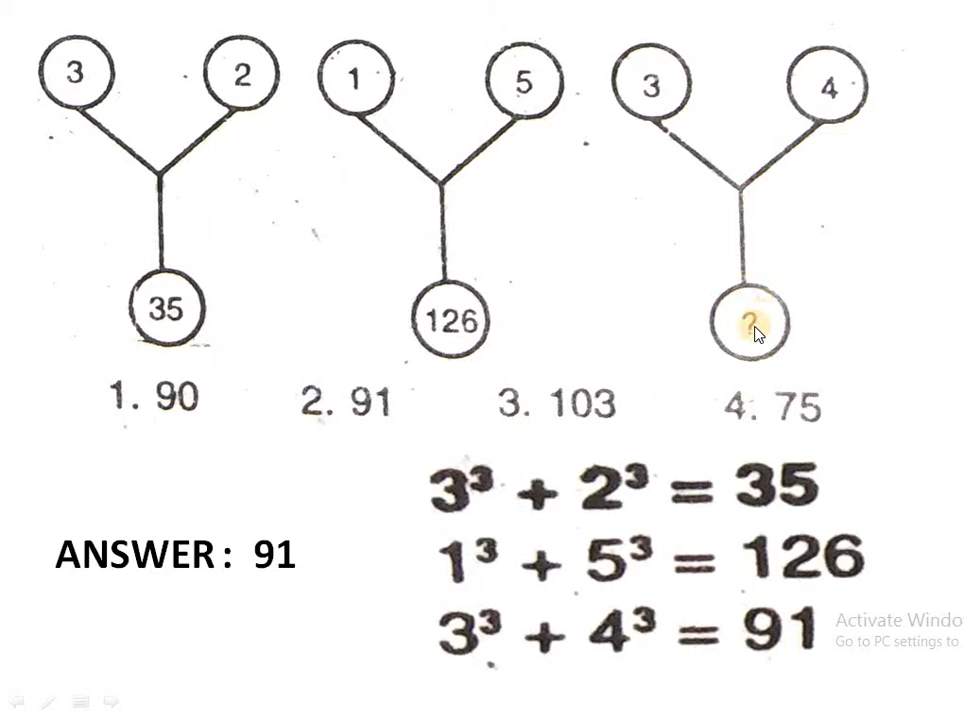 3 2 1 5 3 4
35 126 ?
1. 90 2. 91 3. 103 4. 75
3³ + 2³ = 35
ANSWER : 91
1³ + 5³ = 126
3³ + 4³ = 91
Activate Windo
Go to PC settings to